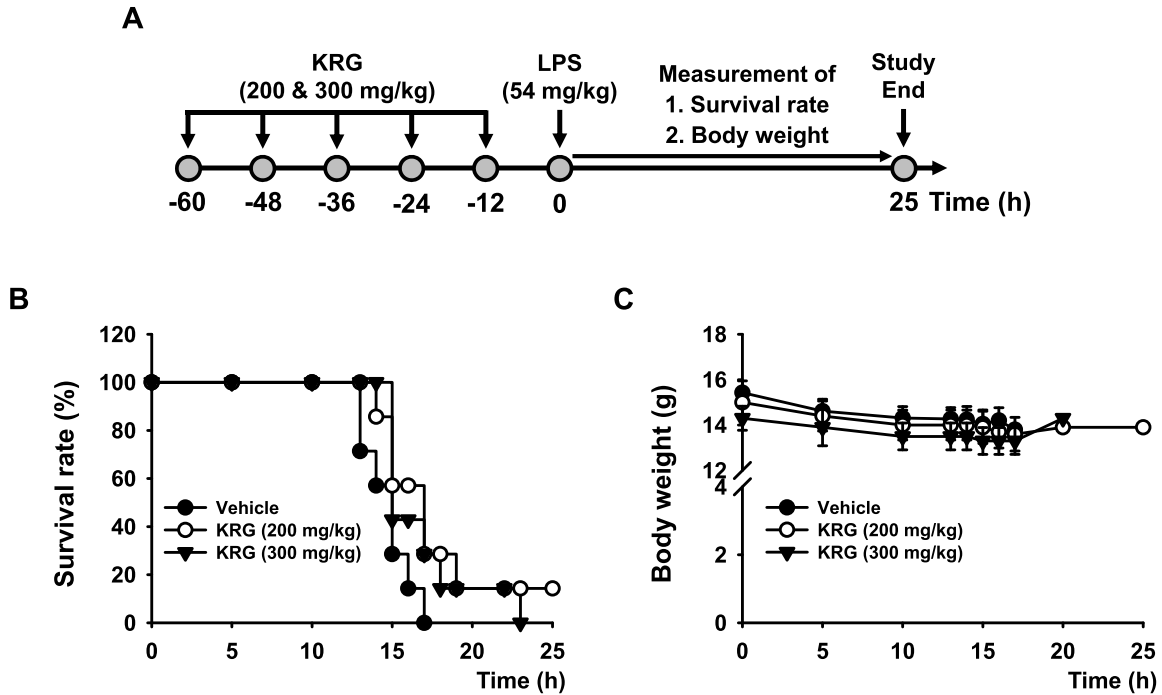 A
KRG
(200 & 300 mg/kg)
LPS
(54 mg/kg)
Measurement of
1. Survival rate
2. Body weight
Study
End
-60 -48 -36 -24 -12 0 25 Time (h)
B
Survival rate (%)
120
100
80
60
40
20
0
Vehicle
KRG (200 mg/kg)
KRG (300 mg/kg)
0 5 10 15 20 25
Time (h)
C
Body weight (g)
18
16
14
12
4
2
0
Vehicle
KRG (200 mg/kg)
KRG (300 mg/kg)
0 5 10 15 20 25
Time (h)